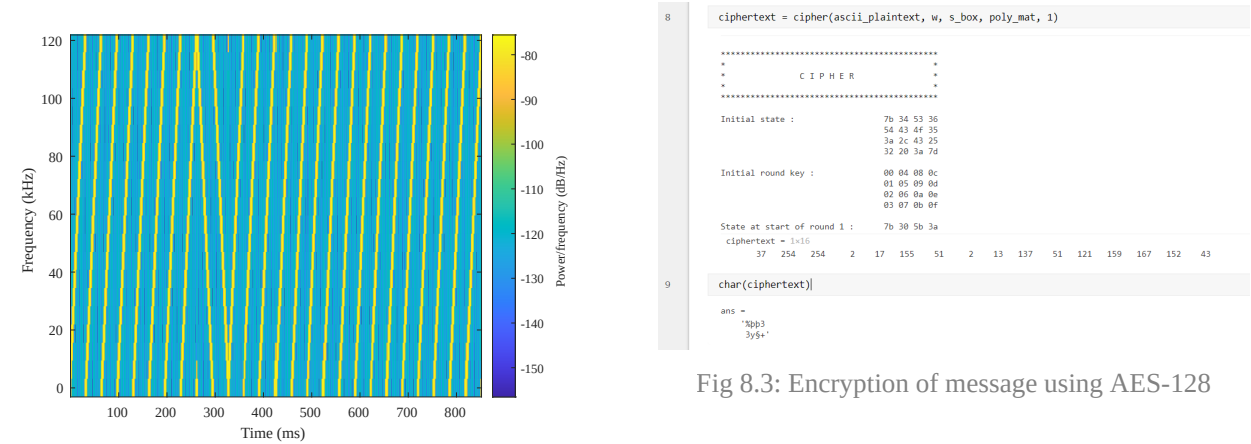 120
100
80
60
40
20
0
Frequency (kHz)
100 200 300 400 500 600 700 800
Time (ms)
-80
-90
-100
-110
-120
-130
-140
-150
Power/frequency (dB/Hz)
8 ciphertext = cipher(ascii_plaintext, w, s_box, poly_mat, 1)
********************************************
* *
* C I P H E R *
* *
********************************************
Initial state : 7b 34 53 36
54 43 4f 35
3a 2c 43 25
32 20 3a 7d
Initial round key : 00 04 08 0c
01 05 09 0d
02 06 0a 0e
03 07 0b 0f
State at start of round 1 : 7b 30 5b 3a
ciphertext = 1×16
37 254 254 2 17 155 51 2 13 137 51 121 159 167 152 43
9 char(ciphertext)
ans =
'%þþ3
3y§+'
Fig 8.3: Encryption of message using AES-128